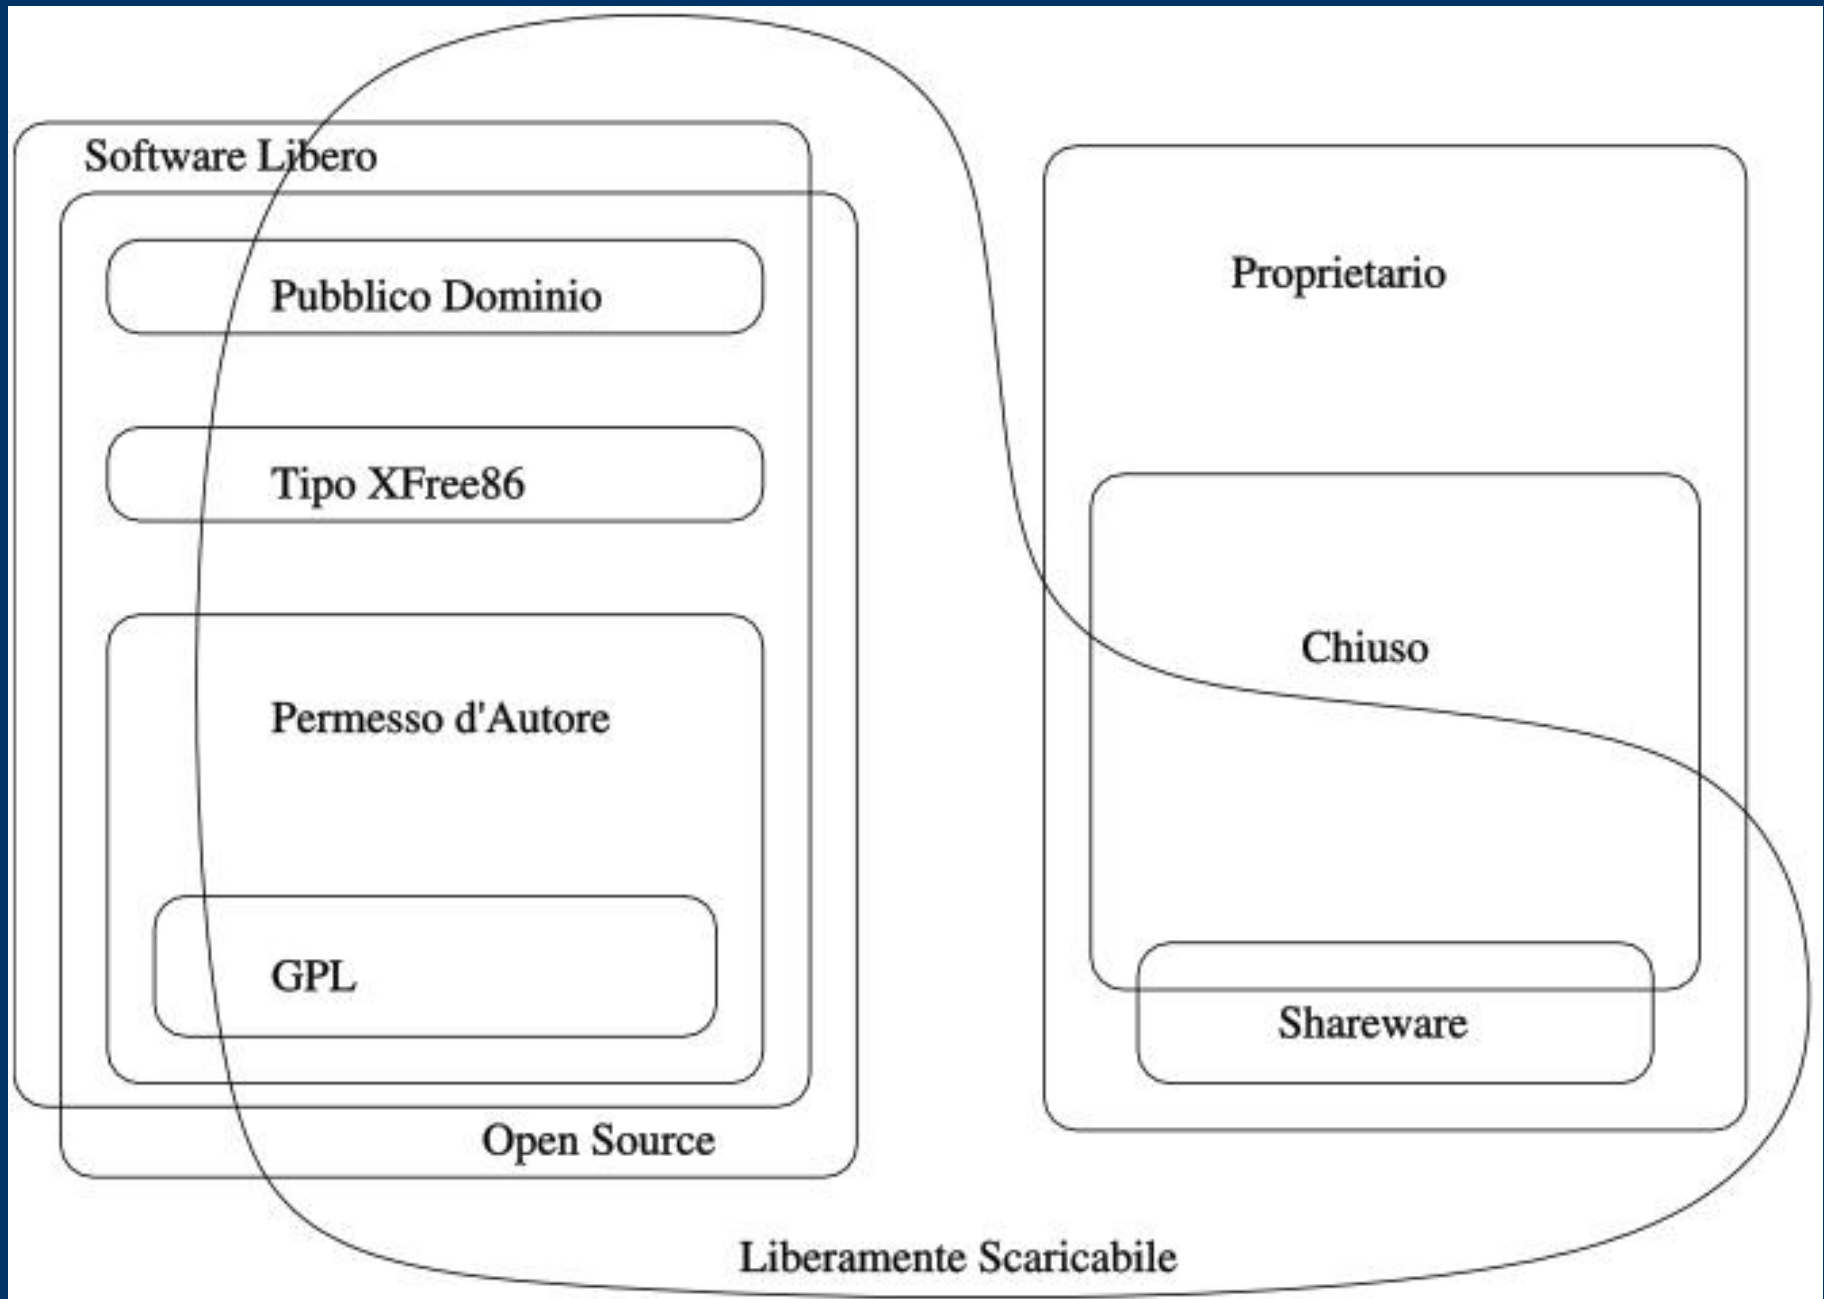 Software Libero
Pubblico Dominio
Tipo XFree86
Permesso d'Autore
GPL
Open Source
Proprietario
Chiuso
Shareware
Liberamente Scaricabile